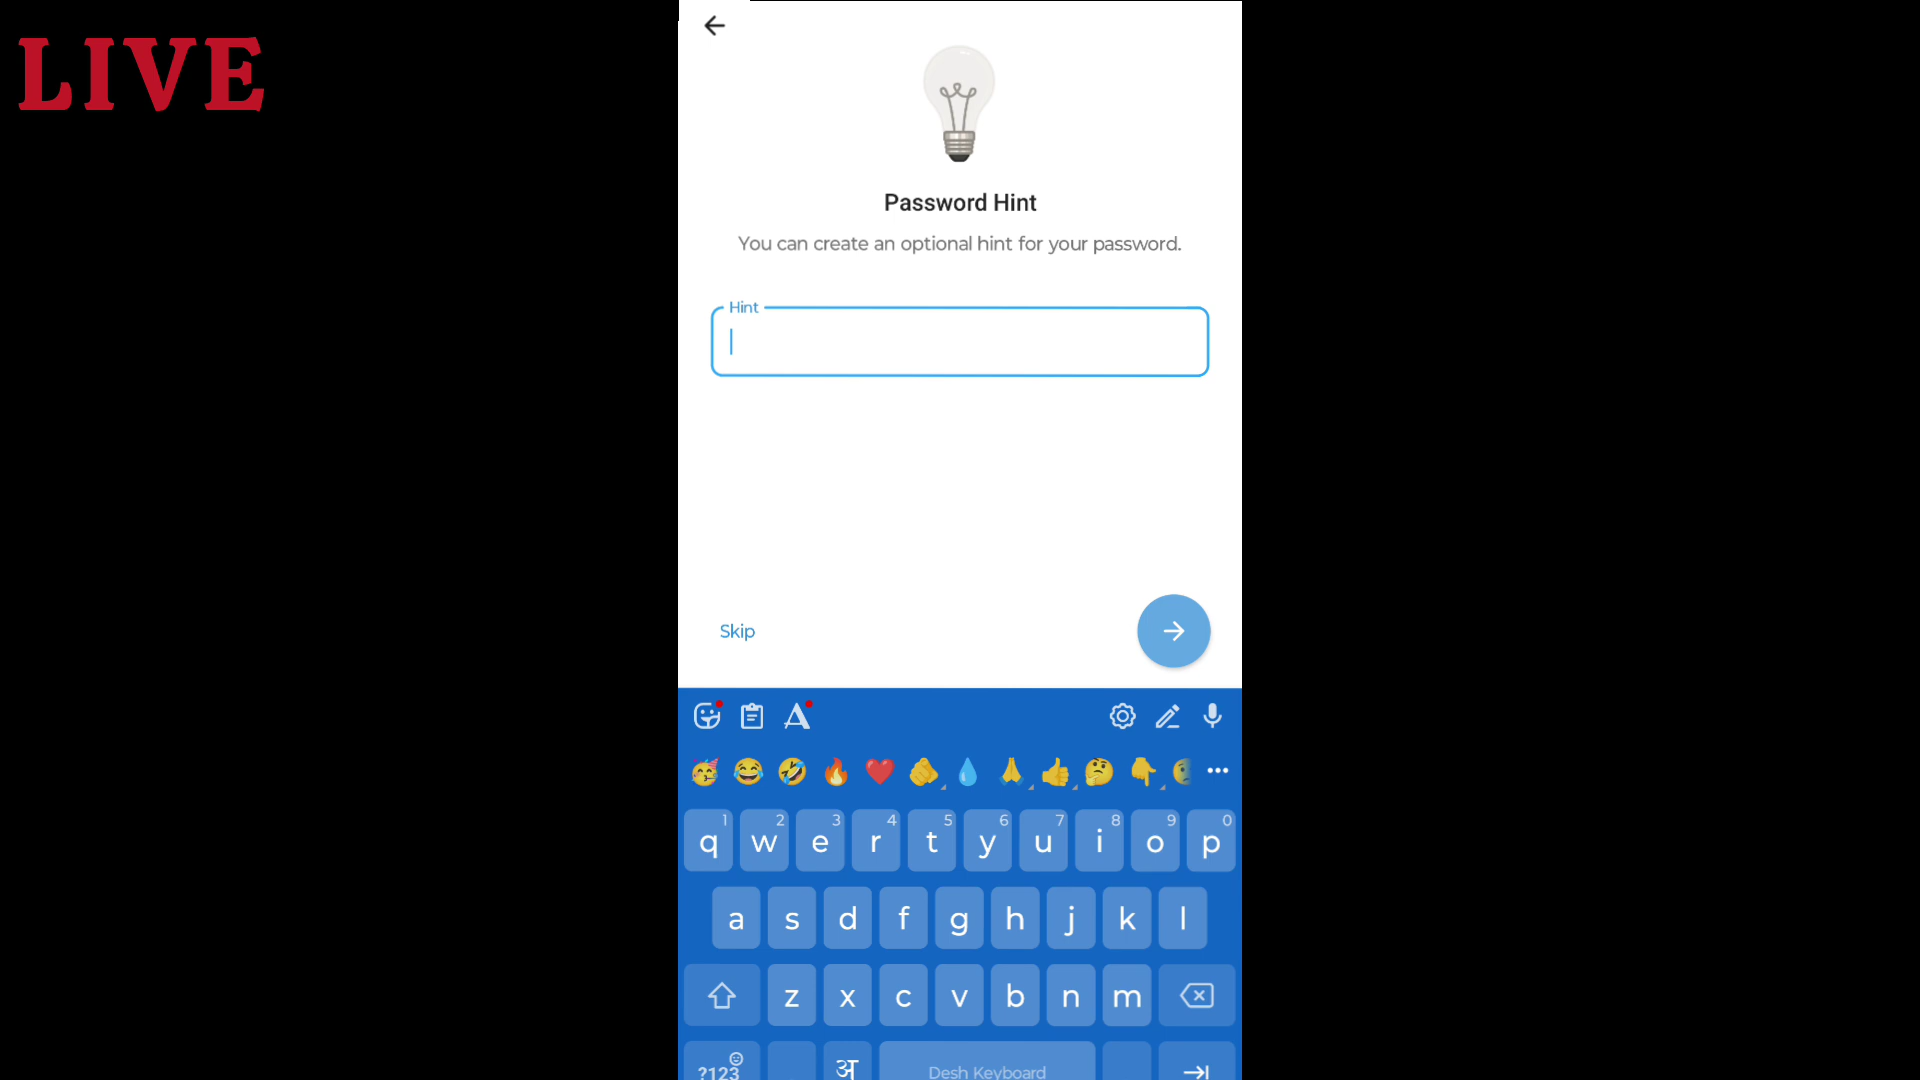 LIVE
Password Hint
You can create an optional hint for your password.
Hint
Skip
q 1 w 2 e 3 r 4 t 5 y 6 u 7 i 8 o 9 p 0
a s d f g h j k l
z x c v b n m
?123 अ Desh Keyboard